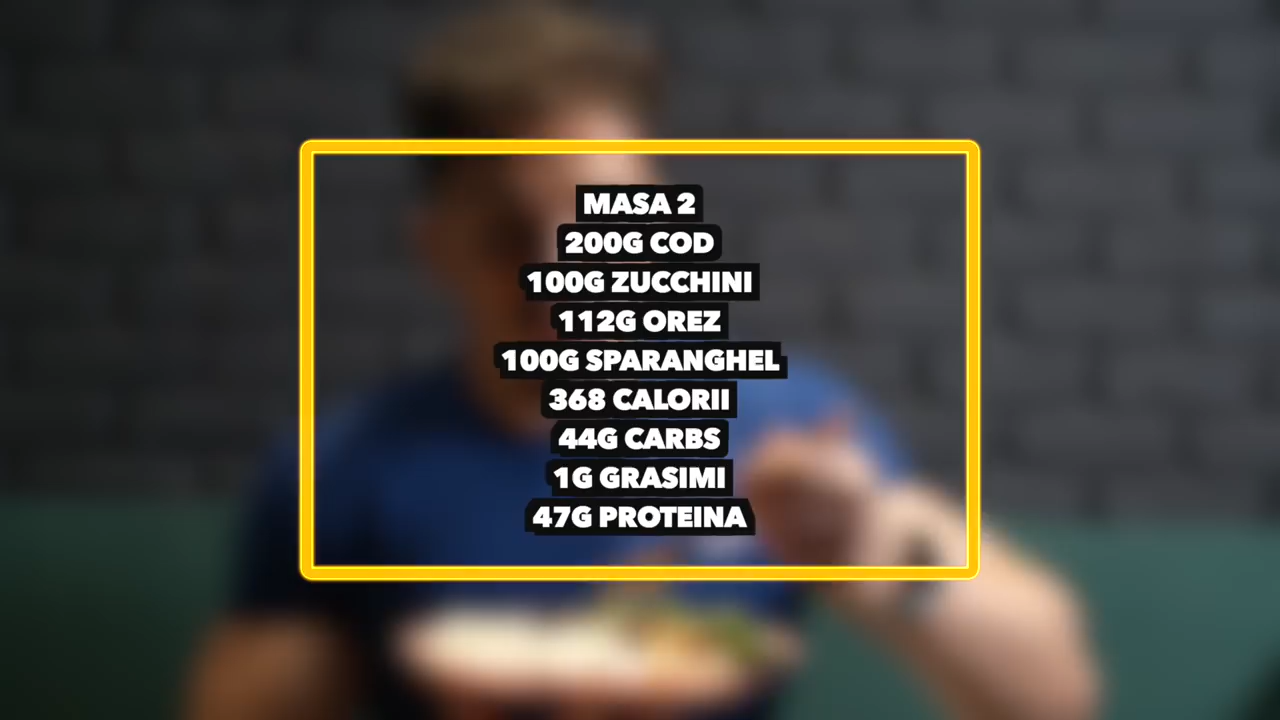 MASA 2
200G COD
100G ZUCCHINI
112G OREZ
100G SPARANGHEL
368 CALORII
44G CARBS
1G GRASIMI
47G PROTEINA